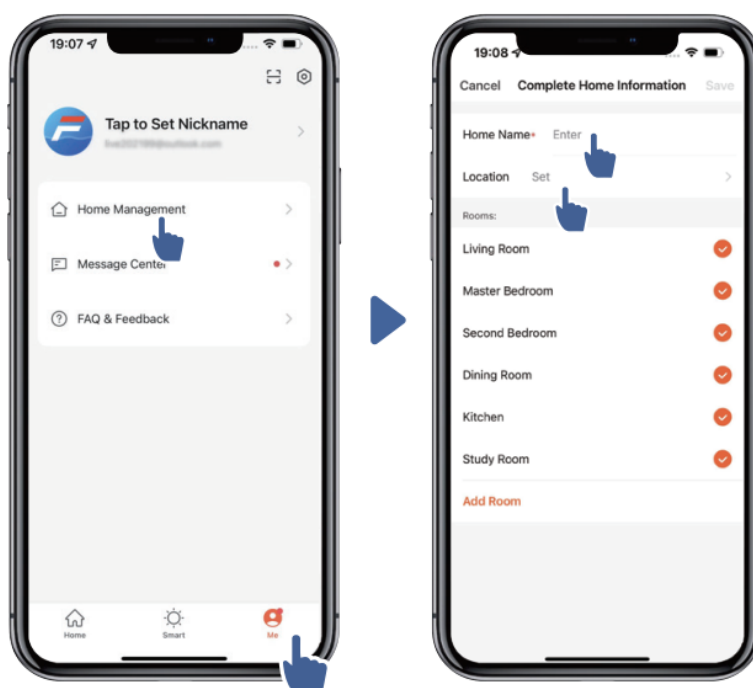 19:07
Tap to Set Nickname
Home Management
Message Center
FAQ & Feedback
Home
Smart
Me
19:08
Cancel Complete Home Information Save
Home Name* Enter
Location Set
Rooms:
Living Room
Master Bedroom
Second Bedroom
Dining Room
Kitchen
Study Room
Add Room